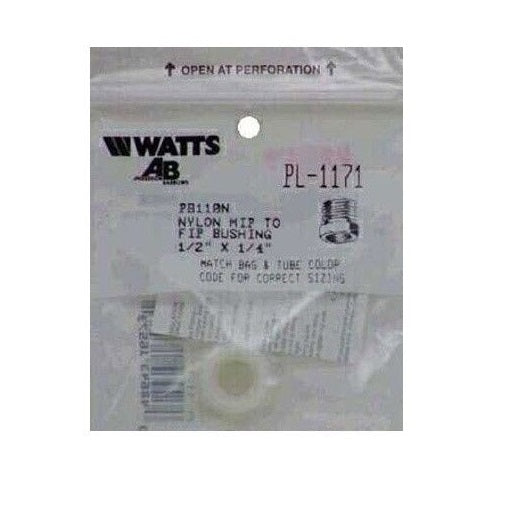 ↑ OPEN AT PERFORATION ↑
WATTS
AB
PL-1171
NYLON MIP TO
FIP BUSHING
1/2" X 1/4"
MATCH BAG & TUBE COLOR
CODE FOR CORRECT SIZING